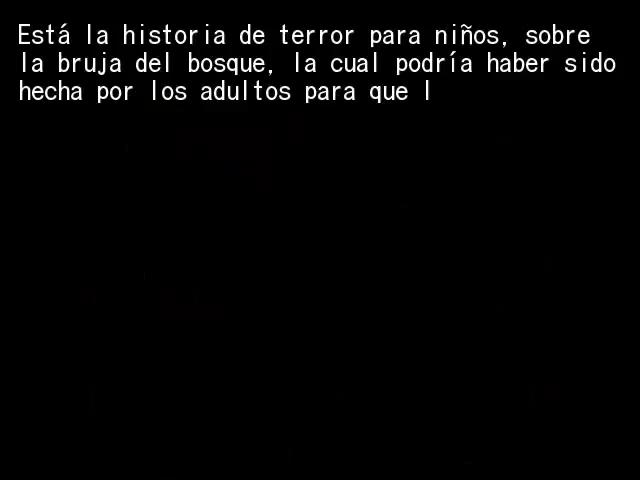 Está la historia de terror para niños, sobre
la bruja del bosque, la cual podría haber sido
hecha por los adultos para que l